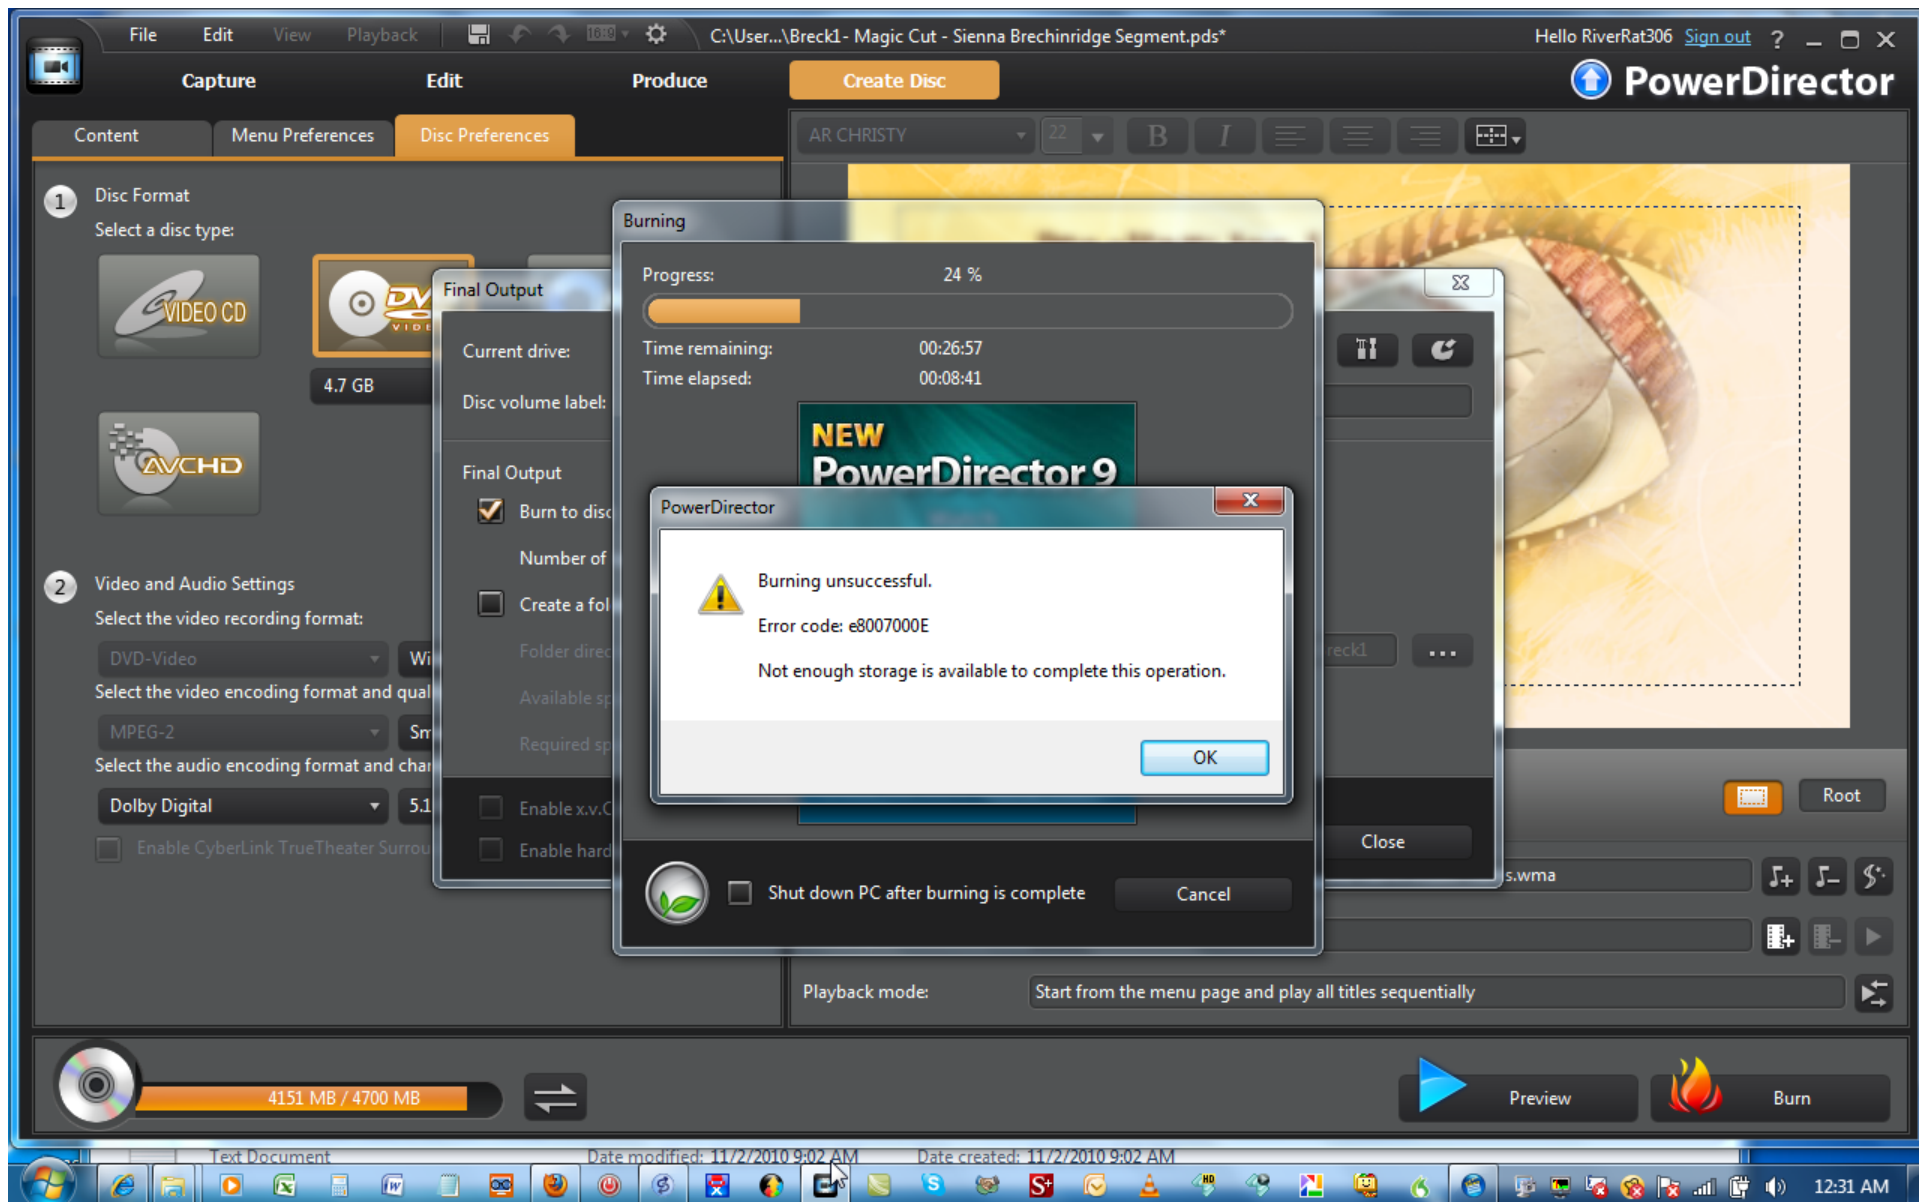 File Edit View Playback 16:9 C:\User...\Breck1- Magic Cut - Sienna Brechinridge Segment.pds* Hello RiverRat306 Sign out ?
Capture Edit Produce Create Disc PowerDirector
Content Menu Preferences Disc Preferences
AR CHRISTY 22 B I
1 Disc Format
Select a disc type:
VIDEO CD
DV
VIDE
4.7 GB
AVCHD
2 Video and Audio Settings
Select the video recording format:
DVD-Video Wi
Select the video encoding format and qual
MPEG-2 Sm
Select the audio encoding format and char
Dolby Digital 5.1
Enable CyberLink TrueTheater Surrou
Final Output
Current drive:
Disc volume label:
Final Output
Burn to disc
Number of
Create a fol
Folder direc reck1 ...
Available sp
Required sp
Enable x.v.C
Enable hard
Close
Burning
Progress: 24 %
Time remaining: 00:26:57
Time elapsed: 00:08:41
NEW
PowerDirector 9
PowerDirector
Burning unsuccessful.
Error code: e8007000E
Not enough storage is available to complete this operation.
OK
Shut down PC after burning is complete Cancel
Root
s.wma
Playback mode: Start from the menu page and play all titles sequentially
4151 MB / 4700 MB
Preview Burn
Text Document Date modified: 11/2/2010 9:02 AM Date created: 11/2/2010 9:02 AM
12:31 AM